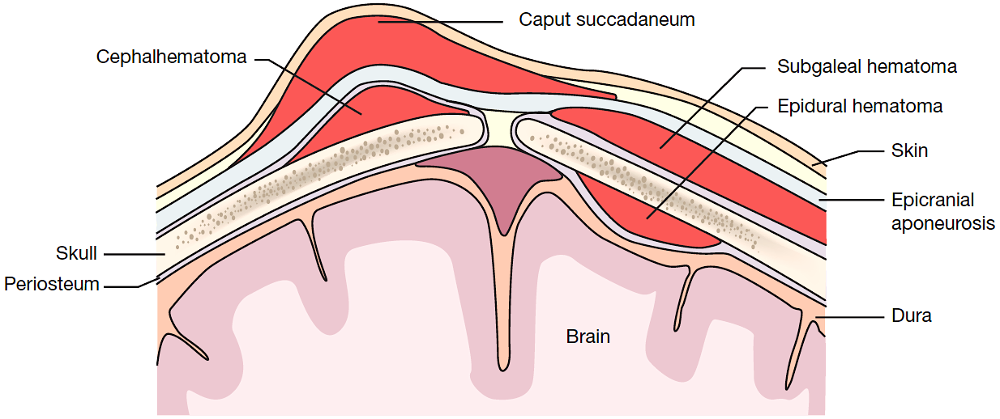 Caput succadaneum
Cephalhematoma
Subgaleal hematoma
Epidural hematoma
Skin
Epicranial
aponeurosis
Skull
Periosteum
Dura
Brain